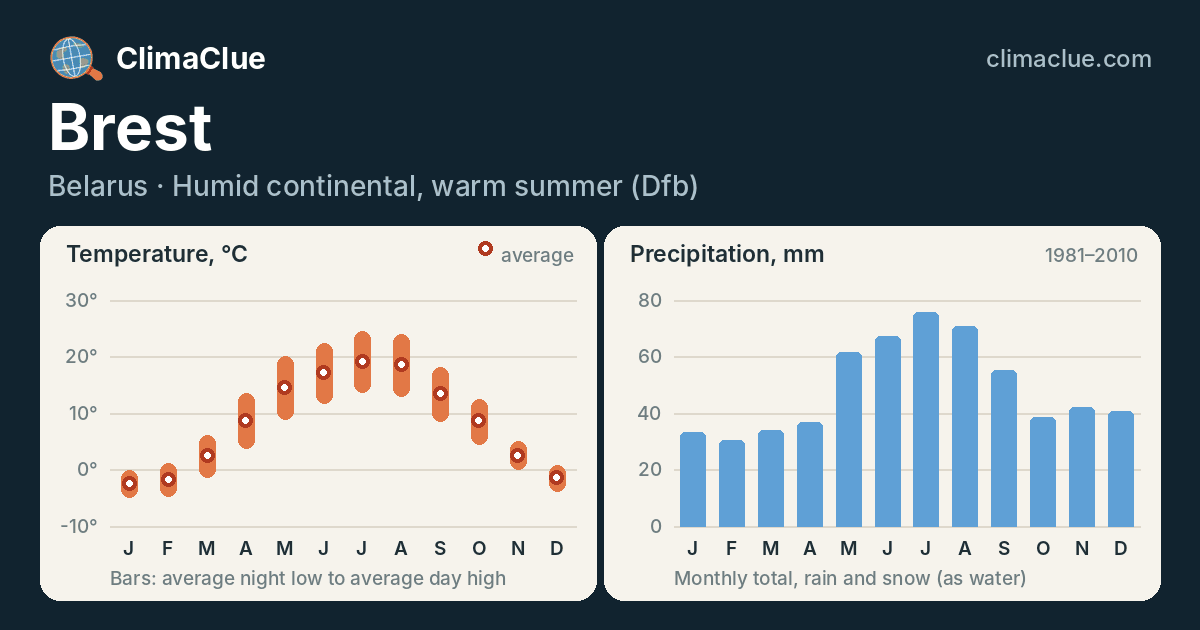 ClimaClue
climaclue.com
Brest
Belarus · Humid continental, warm summer (Dfb)
Temperature, °C
average
30°
20°
10°
0°
-10°
J F M A M J J A S O N D
Bars: average night low to average day high
Precipitation, mm
1981–2010
80
60
40
20
0
J F M A M J J A S O N D
Monthly total, rain and snow (as water)